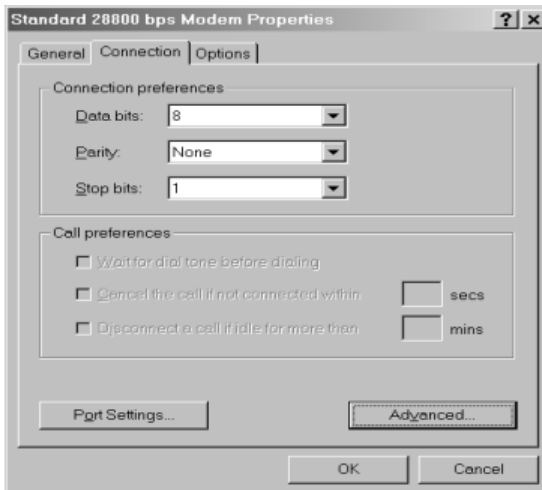 Standard 28800 bps Modem Properties
General Connection Options
Connection preferences
Data bits: 8
Parity: None
Stop bits: 1
Call preferences
Wait for dial tone before dialing
Cancel the call if not connected within secs
Disconnect a call if idle for more than mins
Port Settings... Advanced...
OK Cancel